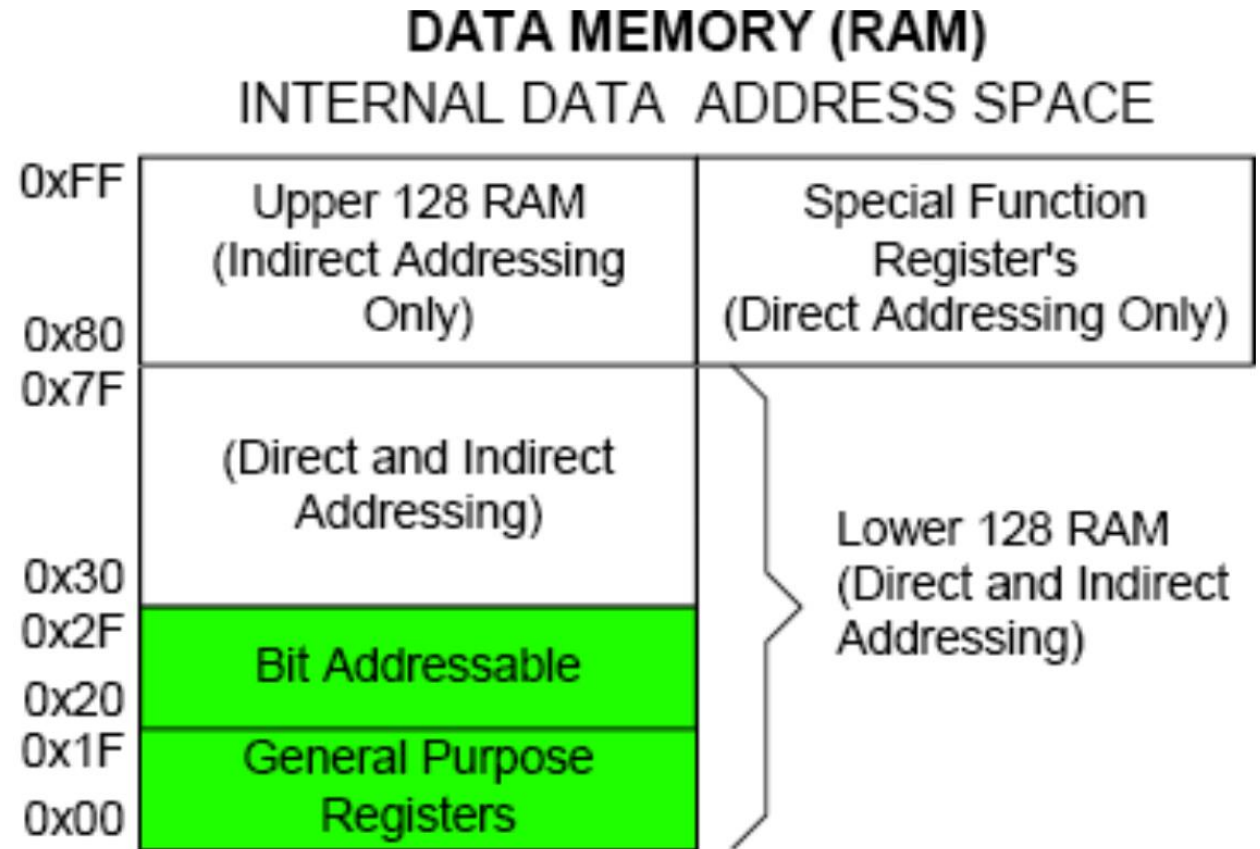 DATA MEMORY (RAM)
INTERNAL DATA ADDRESS SPACE
0xFF
Upper 128 RAM
(Indirect Addressing
Only)
0x80
Special Function
Register's
(Direct Addressing Only)
0x7F
(Direct and Indirect
Addressing)
0x30
Lower 128 RAM
(Direct and Indirect
Addressing)
0x2F
Bit Addressable
0x20
0x1F
General Purpose
Registers
0x00